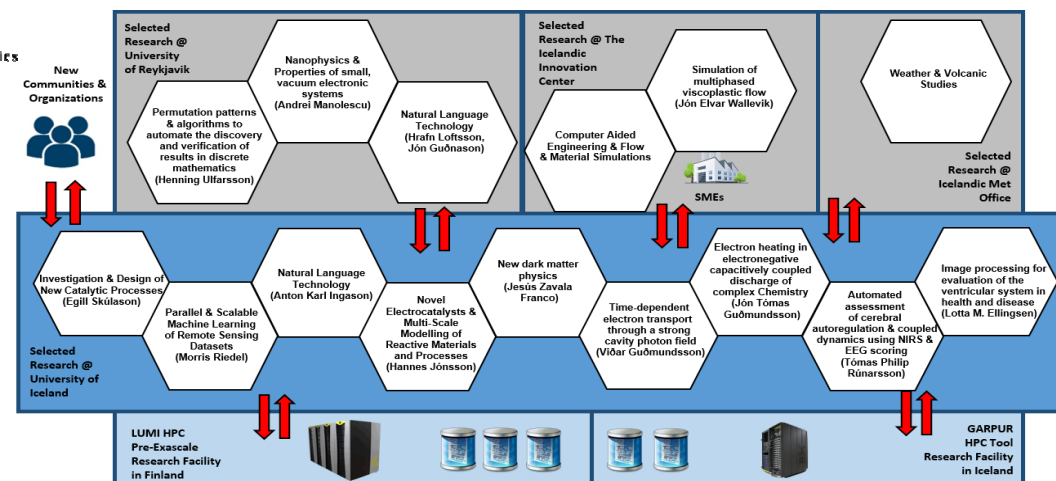 New
Communities &
Organizations
Selected
Research @
University
of Reykjavik
Permutation patterns
& algorithms to
automate the discovery
and verification of
results in discrete
mathematics
(Henning Ulfarsson)
Nanophysics &
Properties of small,
vacuum electronic
systems
(Andrei Manolescu)
Natural Language
Technology
(Hrafn Loftsson,
Jón Guðnason)
Selected
Research @ The
Icelandic
Innovation
Center
Computer Aided
Engineering & Flow
& Material Simulations
Simulation of
multiphased
viscoplastic flow
(Jón Elvar Wallevik)
SMEs
Weather & Volcanic
Studies
Selected
Research @
Icelandic Met
Office
Investigation & Design of
New Catalytic Processes
(Egill Skúlason)
Selected
Research @
University of
Iceland
Parallel & Scalable
Machine Learning
of Remote Sensing
Datasets
(Morris Riedel)
Natural Language
Technology
(Anton Karl Ingason)
Novel
Electrocatalysts &
Multi-Scale
Modelling of
Reactive Materials
and Processes
(Hannes Jónsson)
New dark matter
physics
(Jesús Zavala
Franco)
Time-dependent
electron transport
through a strong
cavity photon field
(Viðar Guðmundsson)
Electron heating in
electronegative
capacitively coupled
discharge of
complex Chemistry
(Jón Tómas
Guðmundsson)
Automated
assessment
of cerebral
autoregulation & coupled
dynamics using NIRS &
EEG scoring
(Tómas Philip
Rúnarsson)
Image processing for
evaluation of the
ventricular system in
health and disease
(Lotta M. Ellingsen)
LUMI HPC
Pre-Exascale
Research Facility
in Finland
GARPUR
HPC Tool
Research Facility
in Iceland